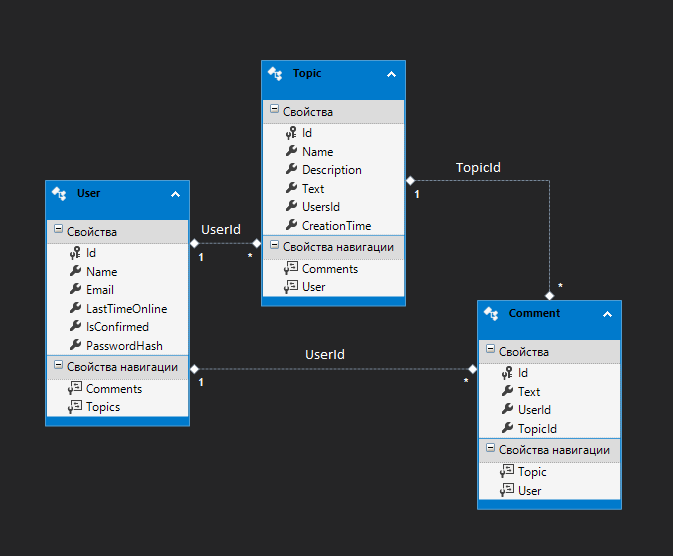 Topic
Свойства
Id
Name
Description
Text
UsersId
CreationTime
Свойства навигации
Comments
User
User
Свойства
Id
Name
Email
LastTimeOnline
IsConfirmed
PasswordHash
Свойства навигации
Comments
Topics
UserId
1
*
TopicId
1
*
UserId
1
*
Comment
Свойства
Id
Text
UserId
TopicId
Свойства навигации
Topic
User